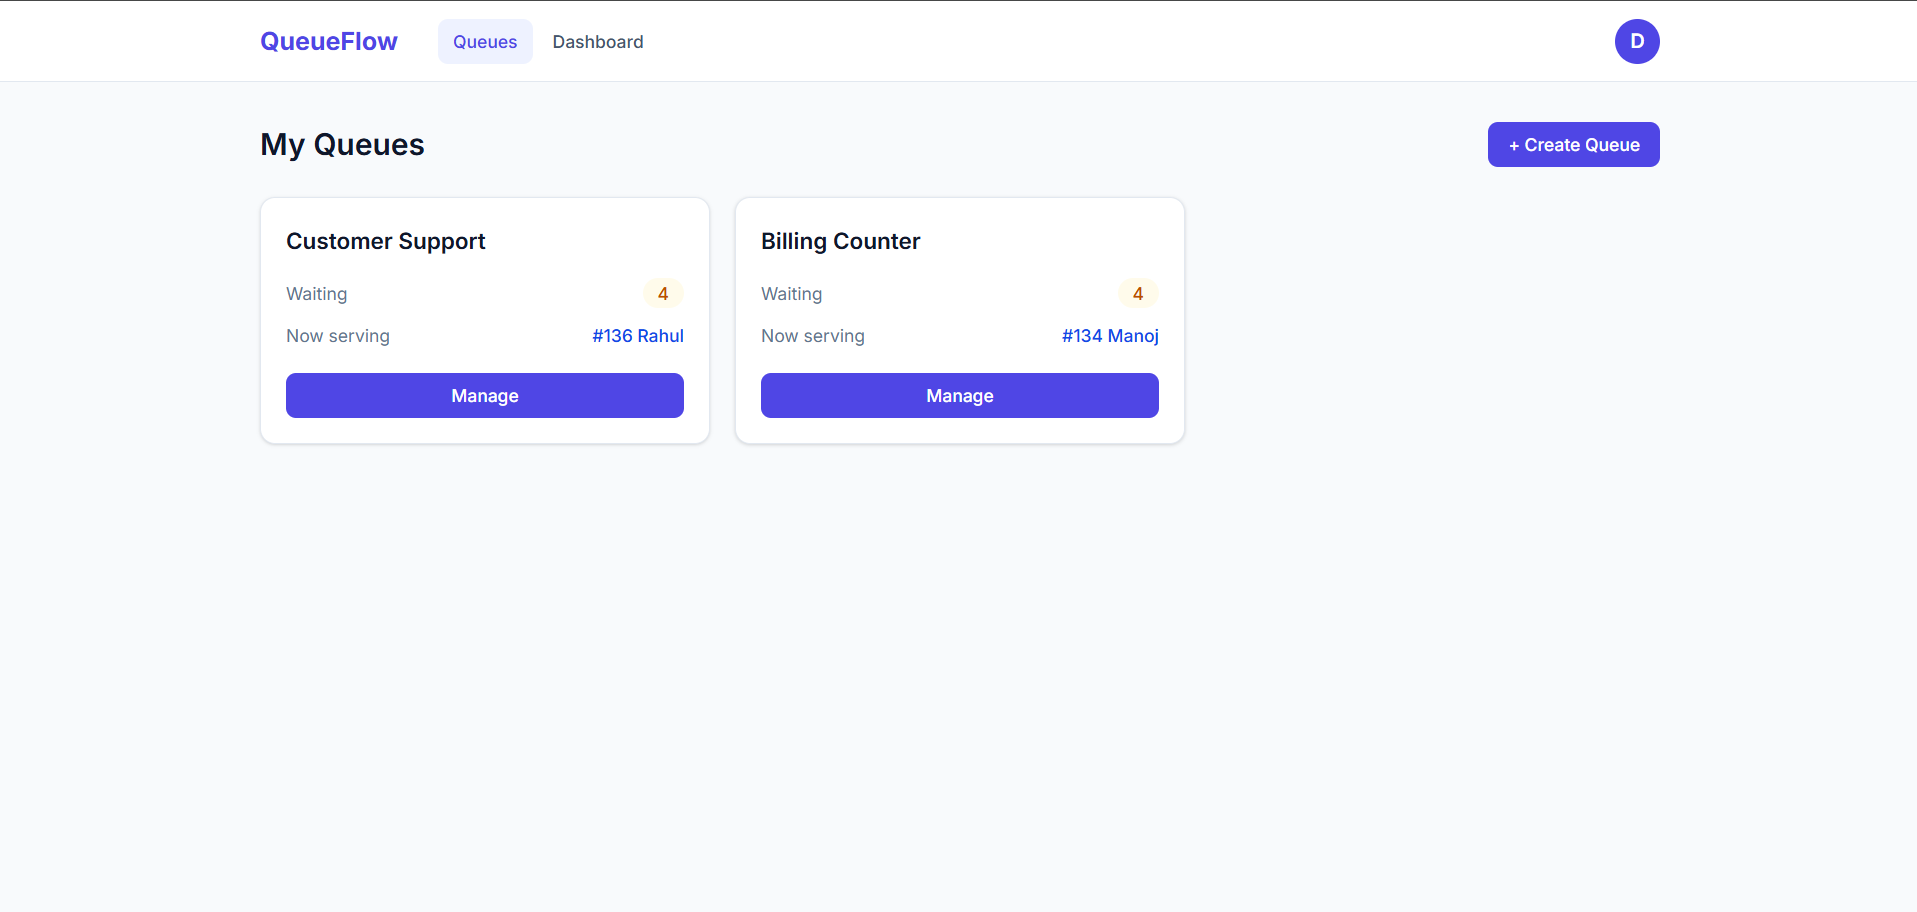 QueueFlow Queues Dashboard D
My Queues + Create Queue
Customer Support
Waiting 4
Now serving #136 Rahul
Manage
Billing Counter
Waiting 4
Now serving #134 Manoj
Manage